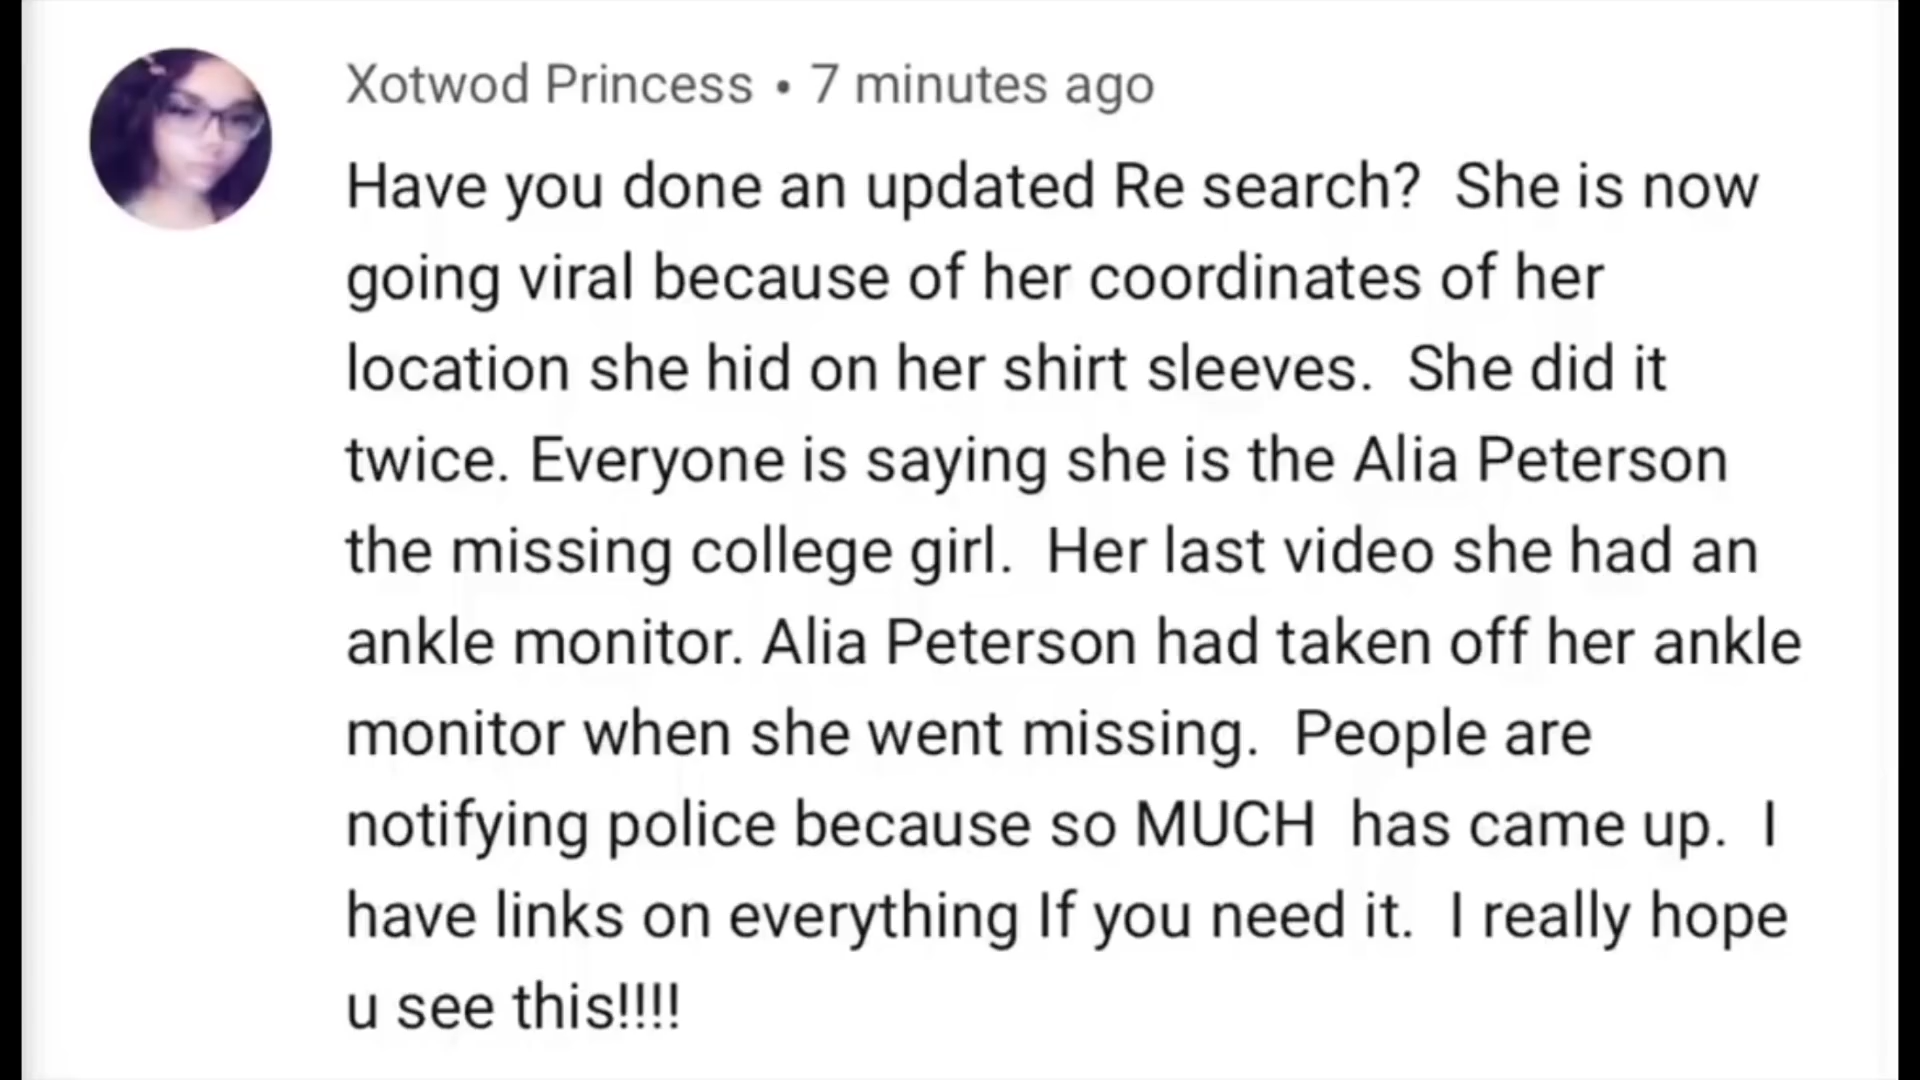 Xotwod Princess • 7 minutes ago
Have you done an updated Re search?  She is now
going viral because of her coordinates of her
location she hid on her shirt sleeves.  She did it
twice. Everyone is saying she is the Alia Peterson
the missing college girl.  Her last video she had an
ankle monitor. Alia Peterson had taken off her ankle
monitor when she went missing.  People are
notifying police because so MUCH  has came up.  I
have links on everything If you need it.  I really hope
u see this!!!!